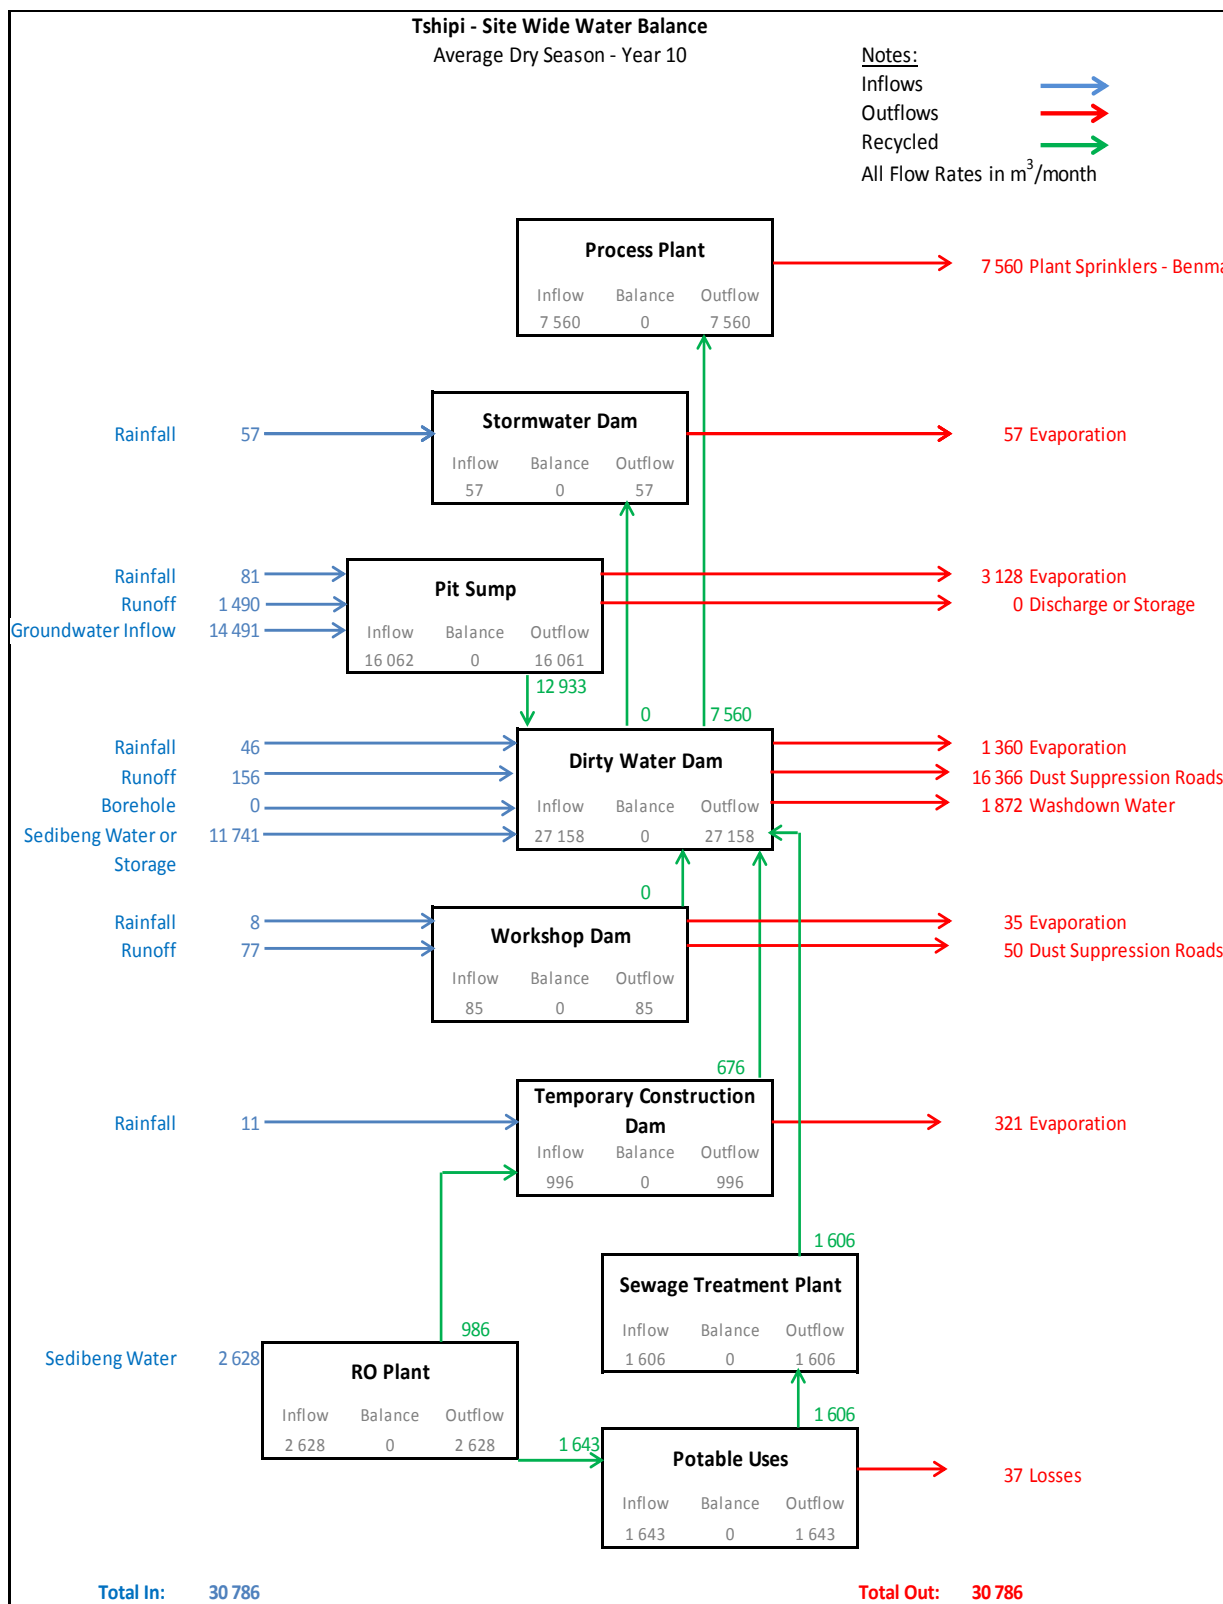 Tshipi - Site Wide Water Balance
Average Dry Season - Year 10
Notes:
Inflows
Outflows
Recycled
All Flow Rates in m³/month
Process Plant
Inflow Balance Outflow
7 560 0 7 560
7 560 Plant Sprinklers - Benma
Rainfall 57
Stormwater Dam
Inflow Balance Outflow
57 0 57
57 Evaporation
Rainfall 81
Runoff 1 490
Groundwater Inflow 14 491
Pit Sump
Inflow Balance Outflow
16 062 0 16 061
3 128 Evaporation
0 Discharge or Storage
12 933
0
7 560
Rainfall 46
Runoff 156
Borehole 0
Sedibeng Water or 11 741
Storage
Dirty Water Dam
Inflow Balance Outflow
27 158 0 27 158
1 360 Evaporation
16 366 Dust Suppression Roads
1 872 Washdown Water
0
Rainfall 8
Runoff 77
Workshop Dam
Inflow Balance Outflow
85 0 85
35 Evaporation
50 Dust Suppression Roads
676
Rainfall 11
Temporary Construction
Dam
Inflow Balance Outflow
996 0 996
321 Evaporation
1 606
Sewage Treatment Plant
Inflow Balance Outflow
1 606 0 1 606
986
Sedibeng Water 2 628
RO Plant
Inflow Balance Outflow
2 628 0 2 628
1 643
1 606
Potable Uses
Inflow Balance Outflow
1 643 0 1 643
37 Losses
Total In: 30 786
Total Out: 30 786